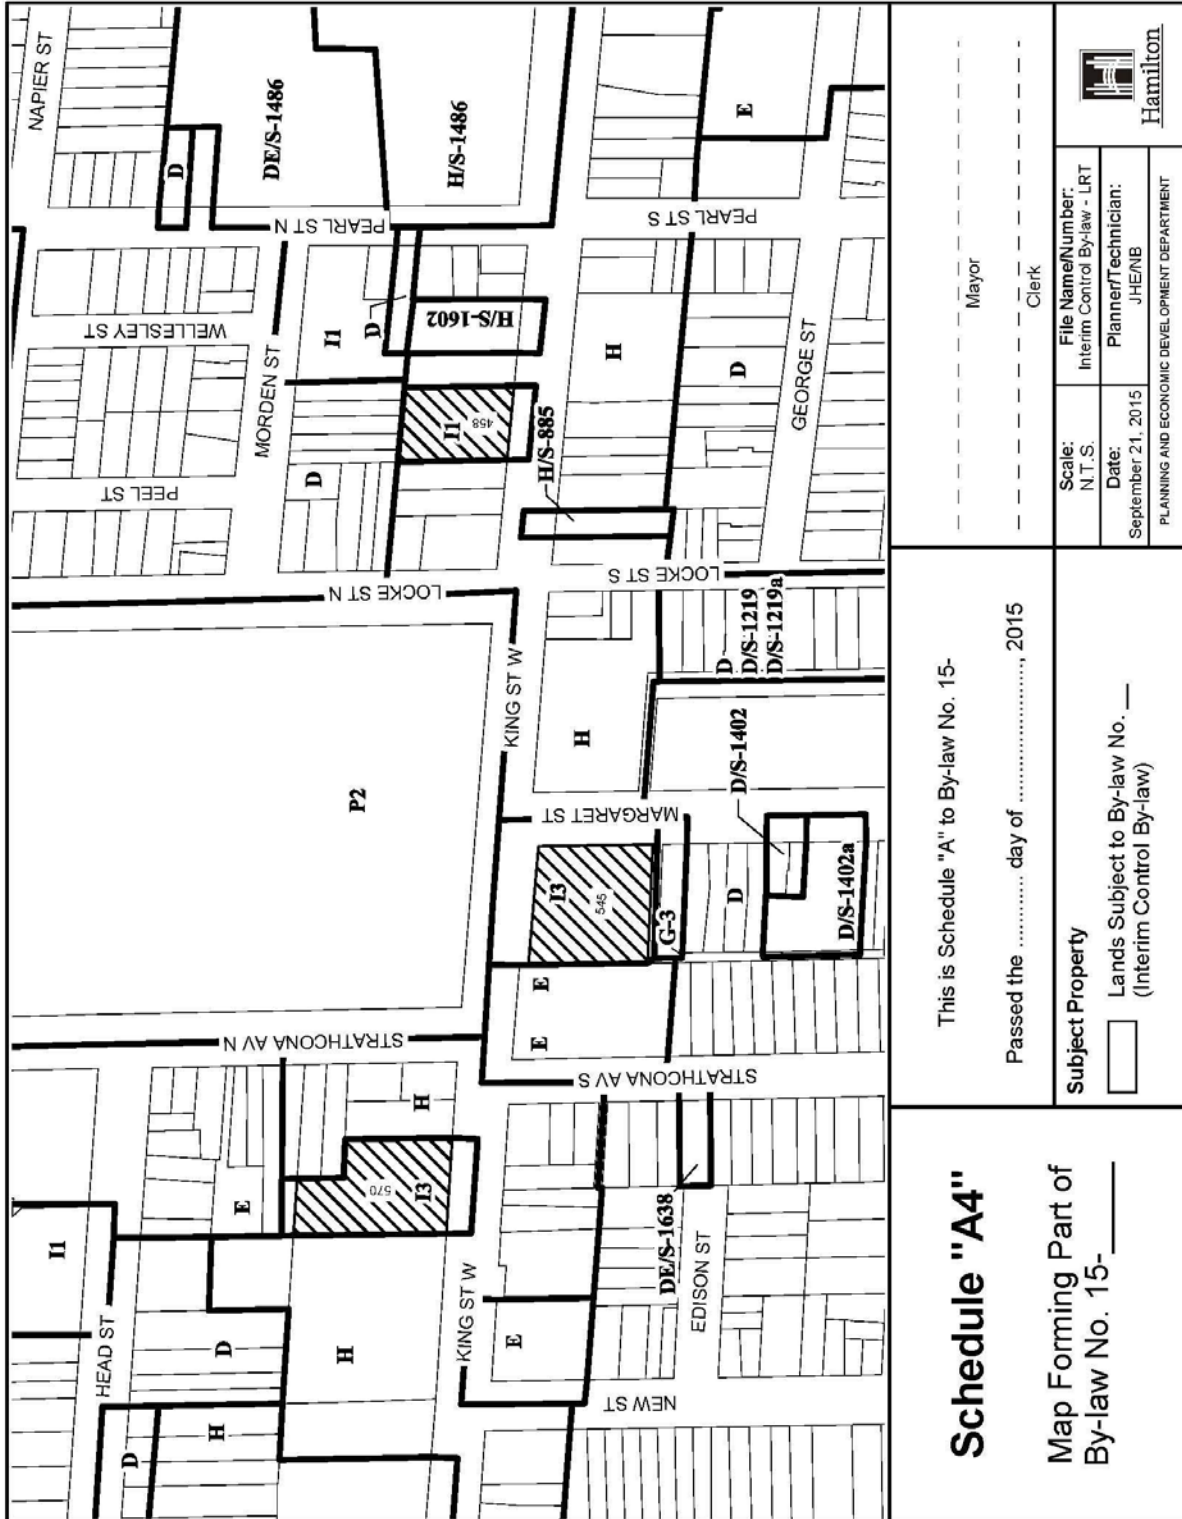 NAPIER ST
DE/S-1486
D
H/S-1486
E
PEARL ST N
PEARL ST S
WELLESLEY ST
MORDEN ST
I1
D
H/S-1602
H
D
GEORGE ST
PEEL ST
D
I1
458
H/S-885
LOCKE ST N
LOCKE ST S
D
D/S-1219
D/S-1219a
P2
KING ST W
H
MARGARET ST
D/S-1402
I3
545
G-3
D
D/S-1402a
E
E
STRATHCONA AV N
STRATHCONA AV S
H
I1
E
570
I3
DE/S-1638
EDISON ST
HEAD ST
D
H
KING ST W
E
NEW ST
D
H
Schedule "A4"
Map Forming Part of
By-law No. 15-______
This is Schedule "A" to By-law No. 15-
Passed the .......... day of ...................., 2015
Subject Property
Lands Subject to By-law No. __
(Interim Control By-law)
Mayor
Clerk
Scale:
N.T.S.
File Name/Number:
Interim Control By-law - LRT
Date:
September 21, 2015
Planner/Technician:
JHE/NB
PLANNING AND ECONOMIC DEVELOPMENT DEPARTMENT
Hamilton